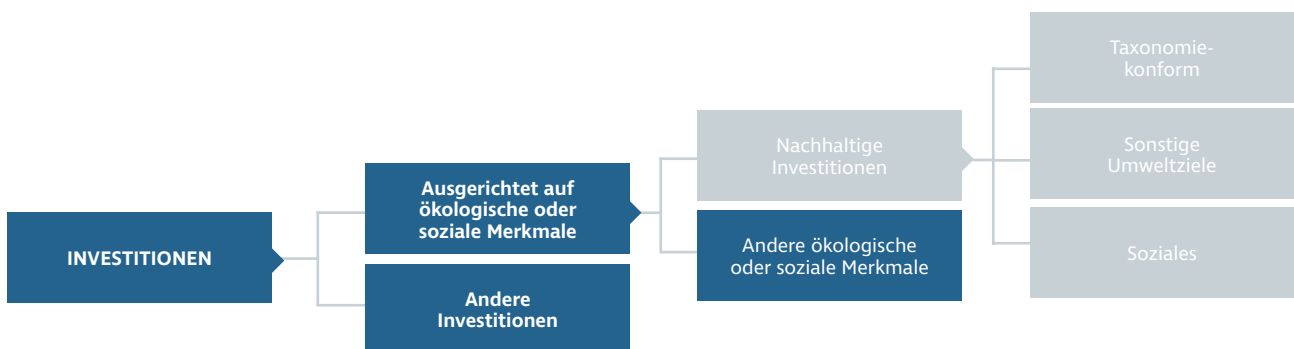 INVESTITIONEN
Ausgerichtet auf
ökologische oder
soziale Merkmale
Andere
Investitionen
Nachhaltige
Investitionen
Andere ökologische
oder soziale Merkmale
Taxonomie-
konform
Sonstige
Umweltziele
Soziales